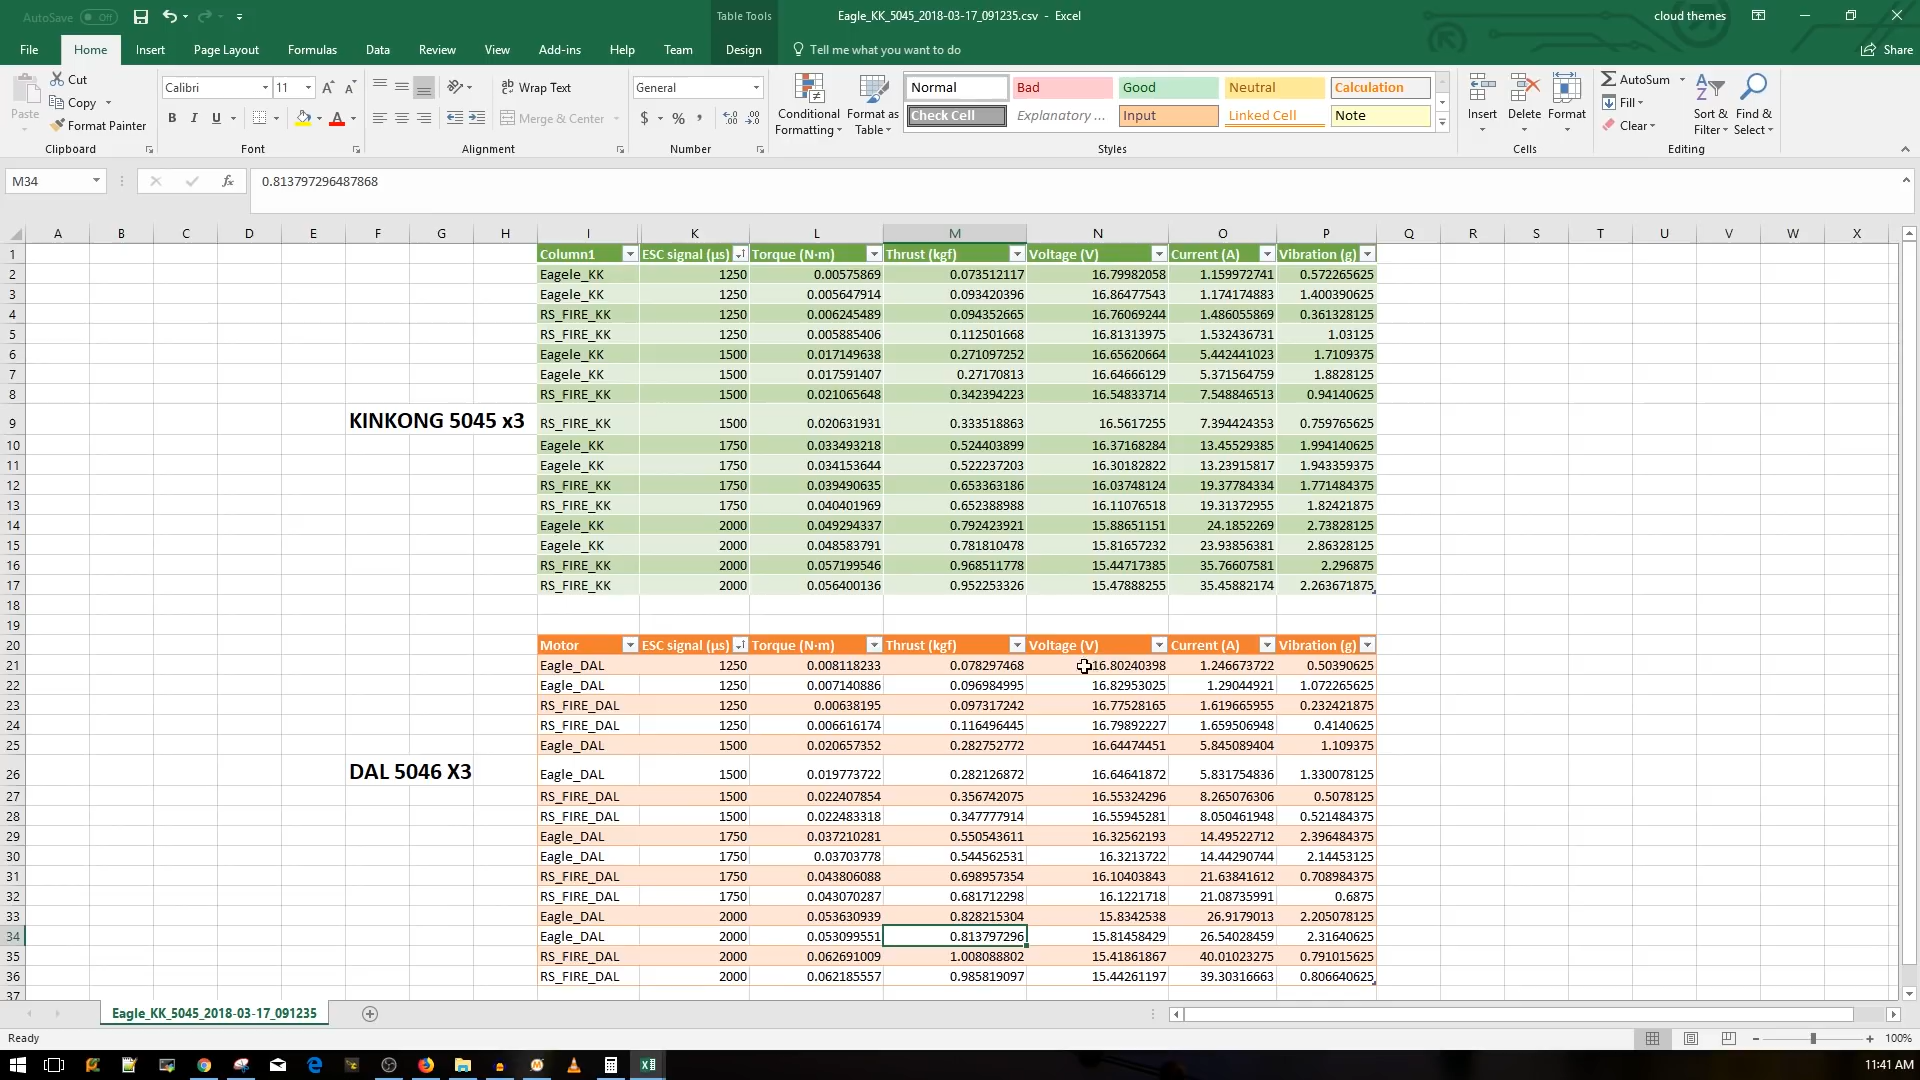 AutoSave Off
Table Tools
Eagle_KK_5045_2018-03-17_091235.csv - Excel
cloud themes
File Home Insert Page Layout Formulas Data Review View Add-ins Help Team Design Tell me what you want to do Share
Paste Cut Copy Format Painter
Calibri 11 B I U
Wrap Text Merge & Center
General $ % ,
Conditional Formatting Format as Table
Normal Bad Good Neutral Calculation
Check Cell Explanatory ... Input Linked Cell Note
Insert Delete Format
AutoSum Fill Clear Sort & Filter Find & Select
Clipboard Font Alignment Number Styles Cells Editing
M34 fx 0.813797296487868
A B C D E F G H I K L M N O P Q R S T U V W X
1 Column1 ESC signal (µs) Torque (N·m) Thrust (kgf) Voltage (V) Current (A) Vibration (g)
2 Eagele_KK 1250 0.00575869 0.073512117 16.79982058 1.159972741 0.572265625
3 Eagele_KK 1250 0.005647914 0.093420396 16.86477543 1.174174883 1.400390625
4 RS_FIRE_KK 1250 0.006245489 0.094352665 16.76069244 1.486055869 0.361328125
5 RS_FIRE_KK 1250 0.005885406 0.112501668 16.81313975 1.532436731 1.03125
6 Eagele_KK 1500 0.017149638 0.271097252 16.65620664 5.442441023 1.7109375
7 Eagele_KK 1500 0.017591407 0.27170813 16.64666129 5.371564759 1.8828125
8 RS_FIRE_KK 1500 0.021065648 0.342394223 16.54833714 7.548846513 0.94140625
9 KINKONG 5045 x3 RS_FIRE_KK 1500 0.020631931 0.333518863 16.5617255 7.394424353 0.759765625
10 Eagele_KK 1750 0.033493218 0.524403899 16.37168284 13.45529385 1.994140625
11 Eagele_KK 1750 0.034153644 0.522237203 16.30182822 13.23915817 1.943359375
12 RS_FIRE_KK 1750 0.039490635 0.653363186 16.03748124 19.37784334 1.771484375
13 RS_FIRE_KK 1750 0.040401969 0.652388988 16.11076518 19.31372955 1.82421875
14 Eagele_KK 2000 0.049294337 0.792423921 15.88651151 24.1852269 2.73828125
15 Eagele_KK 2000 0.048583791 0.781810478 15.81657232 23.93856381 2.86328125
16 RS_FIRE_KK 2000 0.057199546 0.968511778 15.44717385 35.76607581 2.296875
17 RS_FIRE_KK 2000 0.056400136 0.952253326 15.47888255 35.45882174 2.263671875
18
19
20 Motor ESC signal (µs) Torque (N·m) Thrust (kgf) Voltage (V) Current (A) Vibration (g)
21 Eagle_DAL 1250 0.008118233 0.078297468 16.80240398 1.246673722 0.50390625
22 Eagle_DAL 1250 0.007140886 0.096984995 16.82953025 1.29044921 1.072265625
23 RS_FIRE_DAL 1250 0.00638195 0.097317242 16.77528165 1.619665955 0.232421875
24 RS_FIRE_DAL 1250 0.006616174 0.116496445 16.79892227 1.659506948 0.4140625
25 Eagle_DAL 1500 0.020657352 0.282752772 16.64474451 5.845089404 1.109375
26 DAL 5046 X3 Eagle_DAL 1500 0.019773722 0.282126872 16.64641872 5.831754836 1.330078125
27 RS_FIRE_DAL 1500 0.022407854 0.356742075 16.55324296 8.265076306 0.5078125
28 RS_FIRE_DAL 1500 0.022483318 0.347777914 16.55945281 8.050461948 0.521484375
29 Eagle_DAL 1750 0.037210281 0.550543611 16.32562193 14.49522712 2.396484375
30 Eagle_DAL 1750 0.03703778 0.544562531 16.3213722 14.44290744 2.14453125
31 RS_FIRE_DAL 1750 0.043806088 0.698957354 16.10403843 21.63841612 0.708984375
32 RS_FIRE_DAL 1750 0.043070287 0.681712298 16.1221718 21.08735991 0.6875
33 Eagle_DAL 2000 0.053630939 0.828215304 15.8342538 26.9179013 2.205078125
34 Eagle_DAL 2000 0.053099551 0.813797296 15.81458429 26.54028459 2.31640625
35 RS_FIRE_DAL 2000 0.062691009 1.008088802 15.41861867 40.01023275 0.791015625
36 RS_FIRE_DAL 2000 0.062185557 0.985819097 15.44261197 39.30316663 0.806640625
37
Eagle_KK_5045_2018-03-17_091235
Ready 100%
11:41 AM